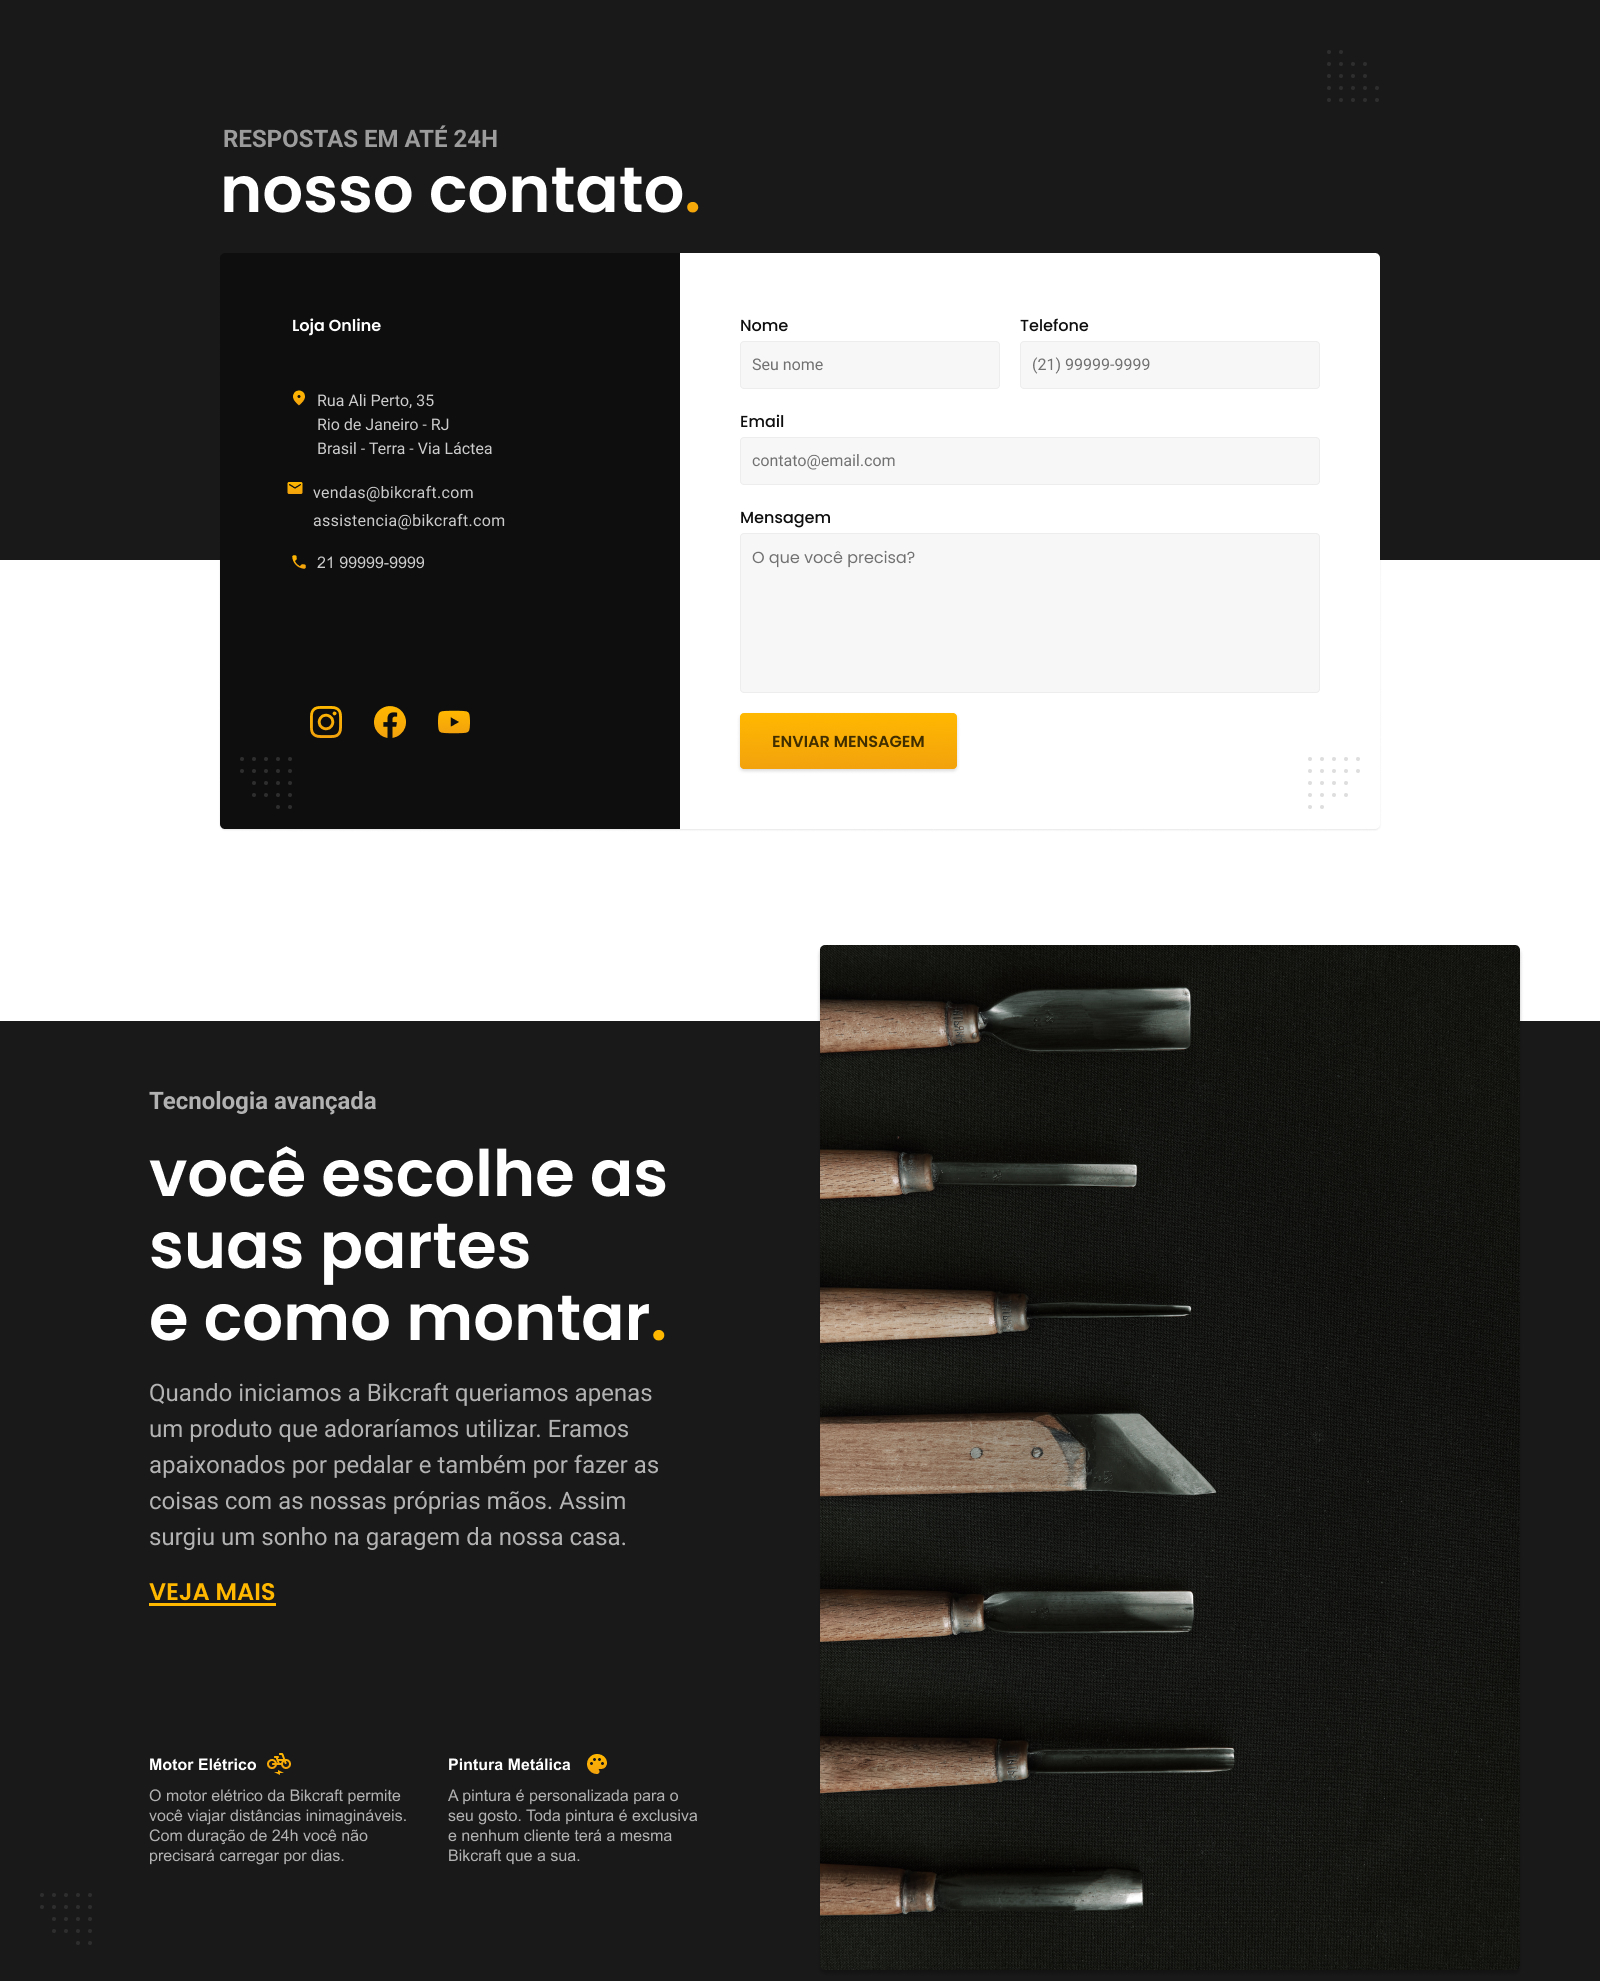 RESPOSTAS EM ATÉ 24H
nosso contato.
Loja Online
Rua Ali Perto, 35
Rio de Janeiro - RJ
Brasil - Terra - Via Láctea
vendas@bikcraft.com
assistencia@bikcraft.com
21 99999-9999
Nome
Telefone
Seu nome
(21) 99999-9999
Email
contato@email.com
Mensagem
O que você precisa?
ENVIAR MENSAGEM
Tecnologia avançada
você escolhe as
suas partes
e como montar.
Quando iniciamos a Bikcraft queriamos apenas
um produto que adoraríamos utilizar. Eramos
apaixonados por pedalar e também por fazer as
coisas com as nossas próprias mãos. Assim
surgiu um sonho na garagem da nossa casa.
VEJA MAIS
Motor Elétrico
O motor elétrico da Bikcraft permite
você viajar distâncias inimagináveis.
Com duração de 24h você não
precisará carregar por dias.
Pintura Metálica
A pintura é personalizada para o
seu gosto. Toda pintura é exclusiva
e nenhum cliente terá a mesma
Bikcraft que a sua.